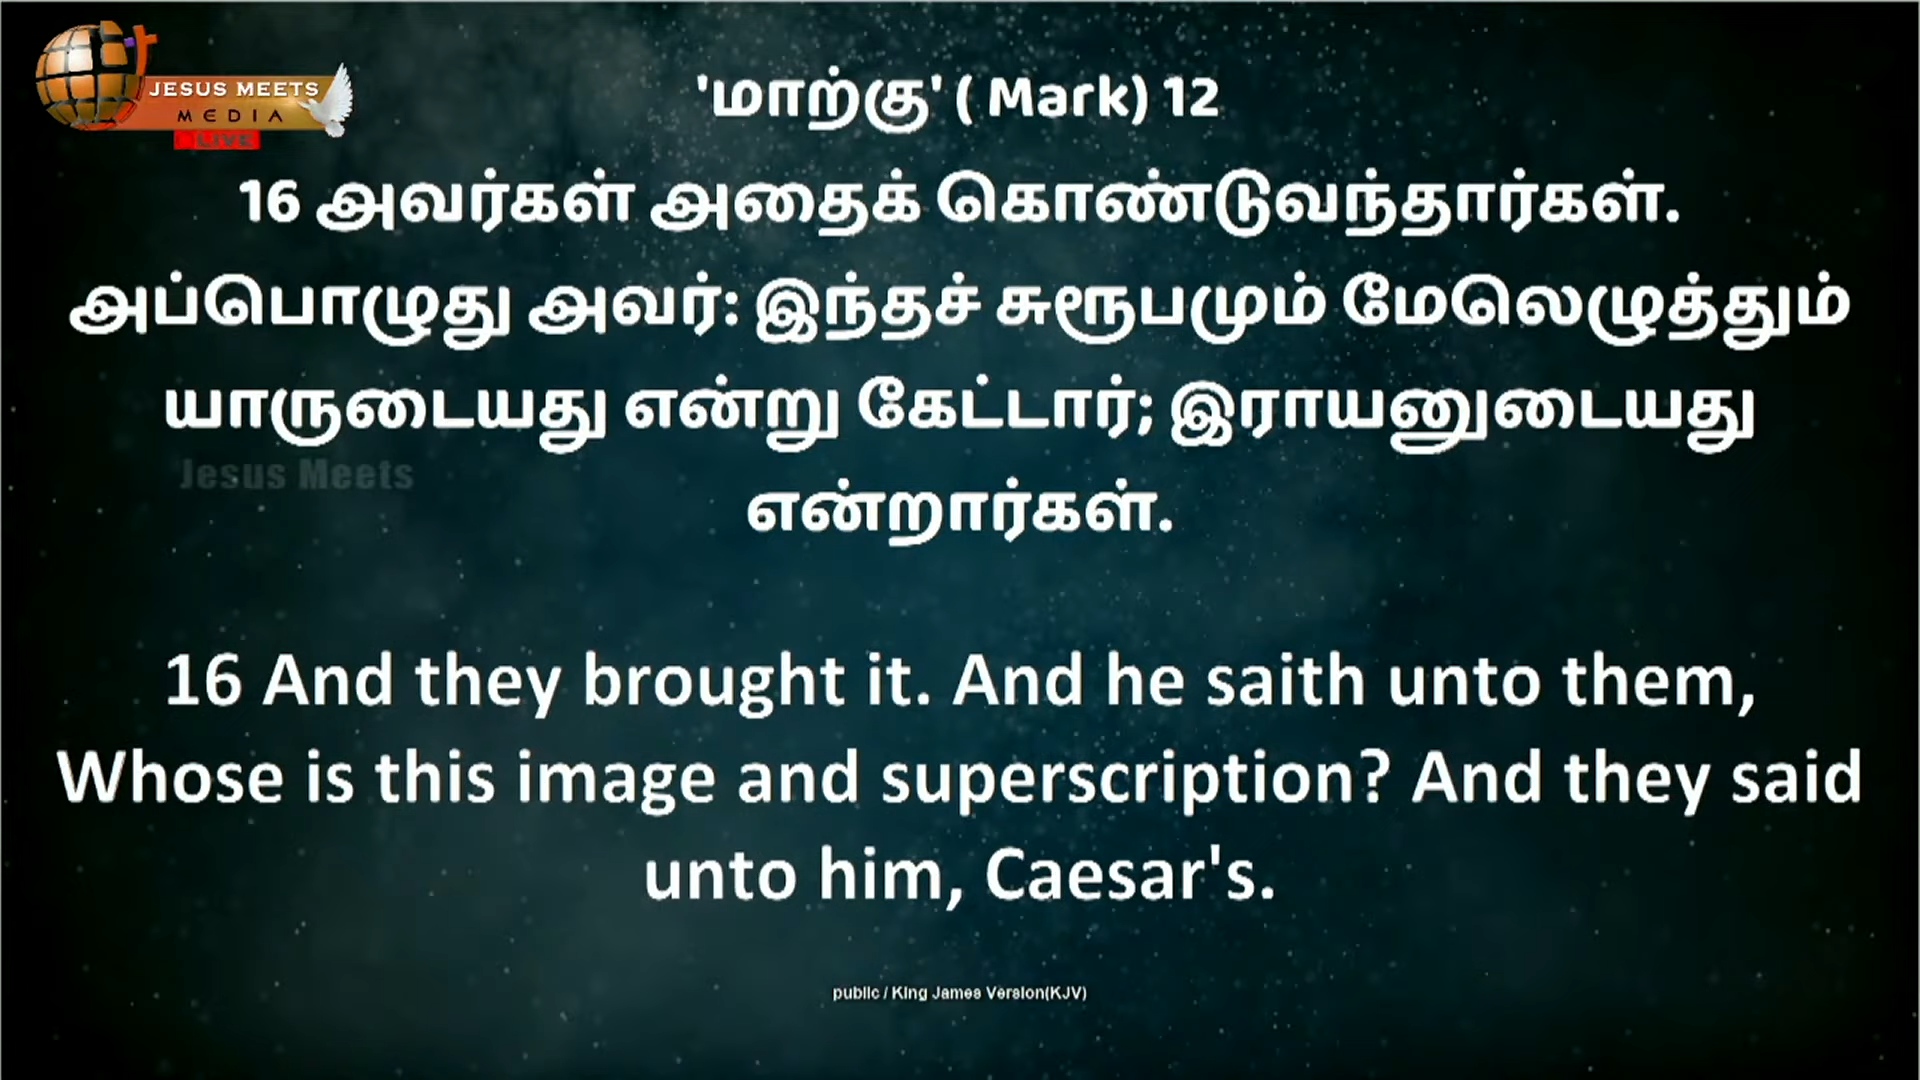 JESUS MEETS
MEDIA
LIVE
'மாற்கு' ( Mark) 12
16 அவர்கள் அதைக் கொண்டுவந்தார்கள்.
அப்பொழுது அவர்: இந்தச் சுரூபமும் மேலெழுத்தும்
யாருடையது என்று கேட்டார்; இராயனுடையது
Jesus Meets
என்றார்கள்.
16 And they brought it. And he saith unto them,
Whose is this image and superscription? And they said
unto him, Caesar's.
public / King James Version(KJV)